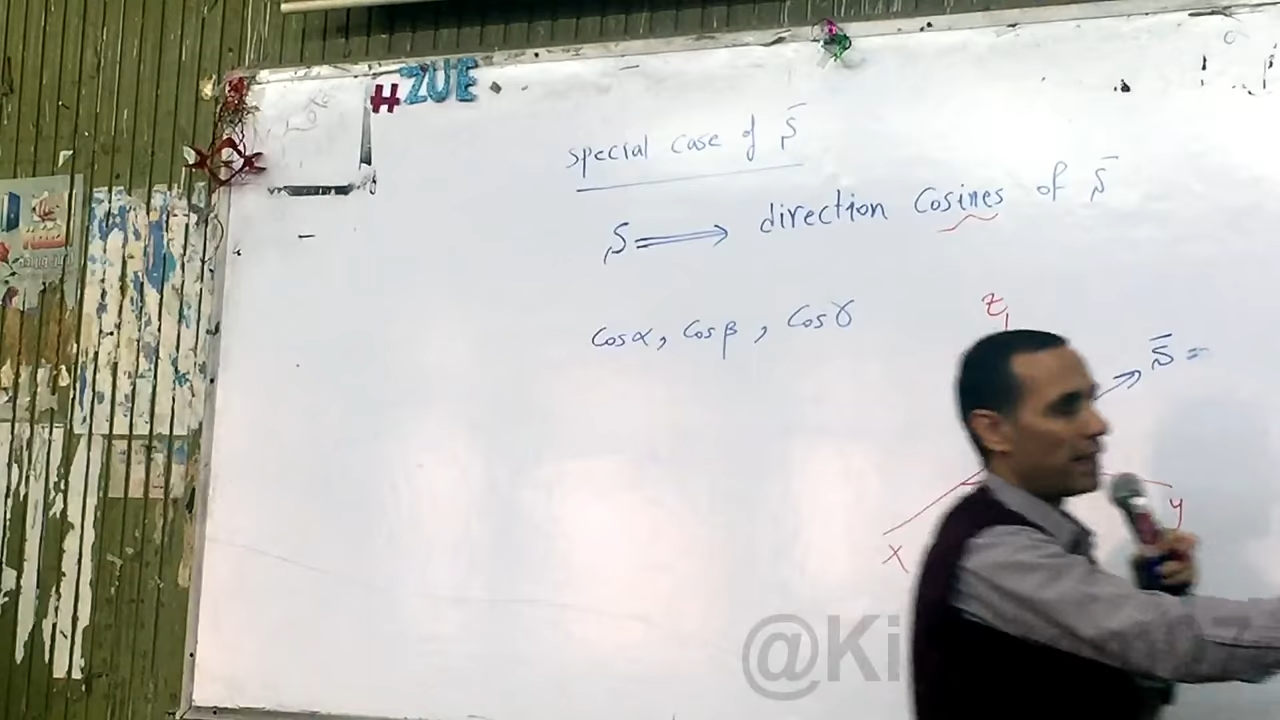 #ZUE
special case of S̄
S ⟹ direction Cosines of S̄
Cosα, Cosβ, Cosγ
z
S̄ =
y
x
@Ki